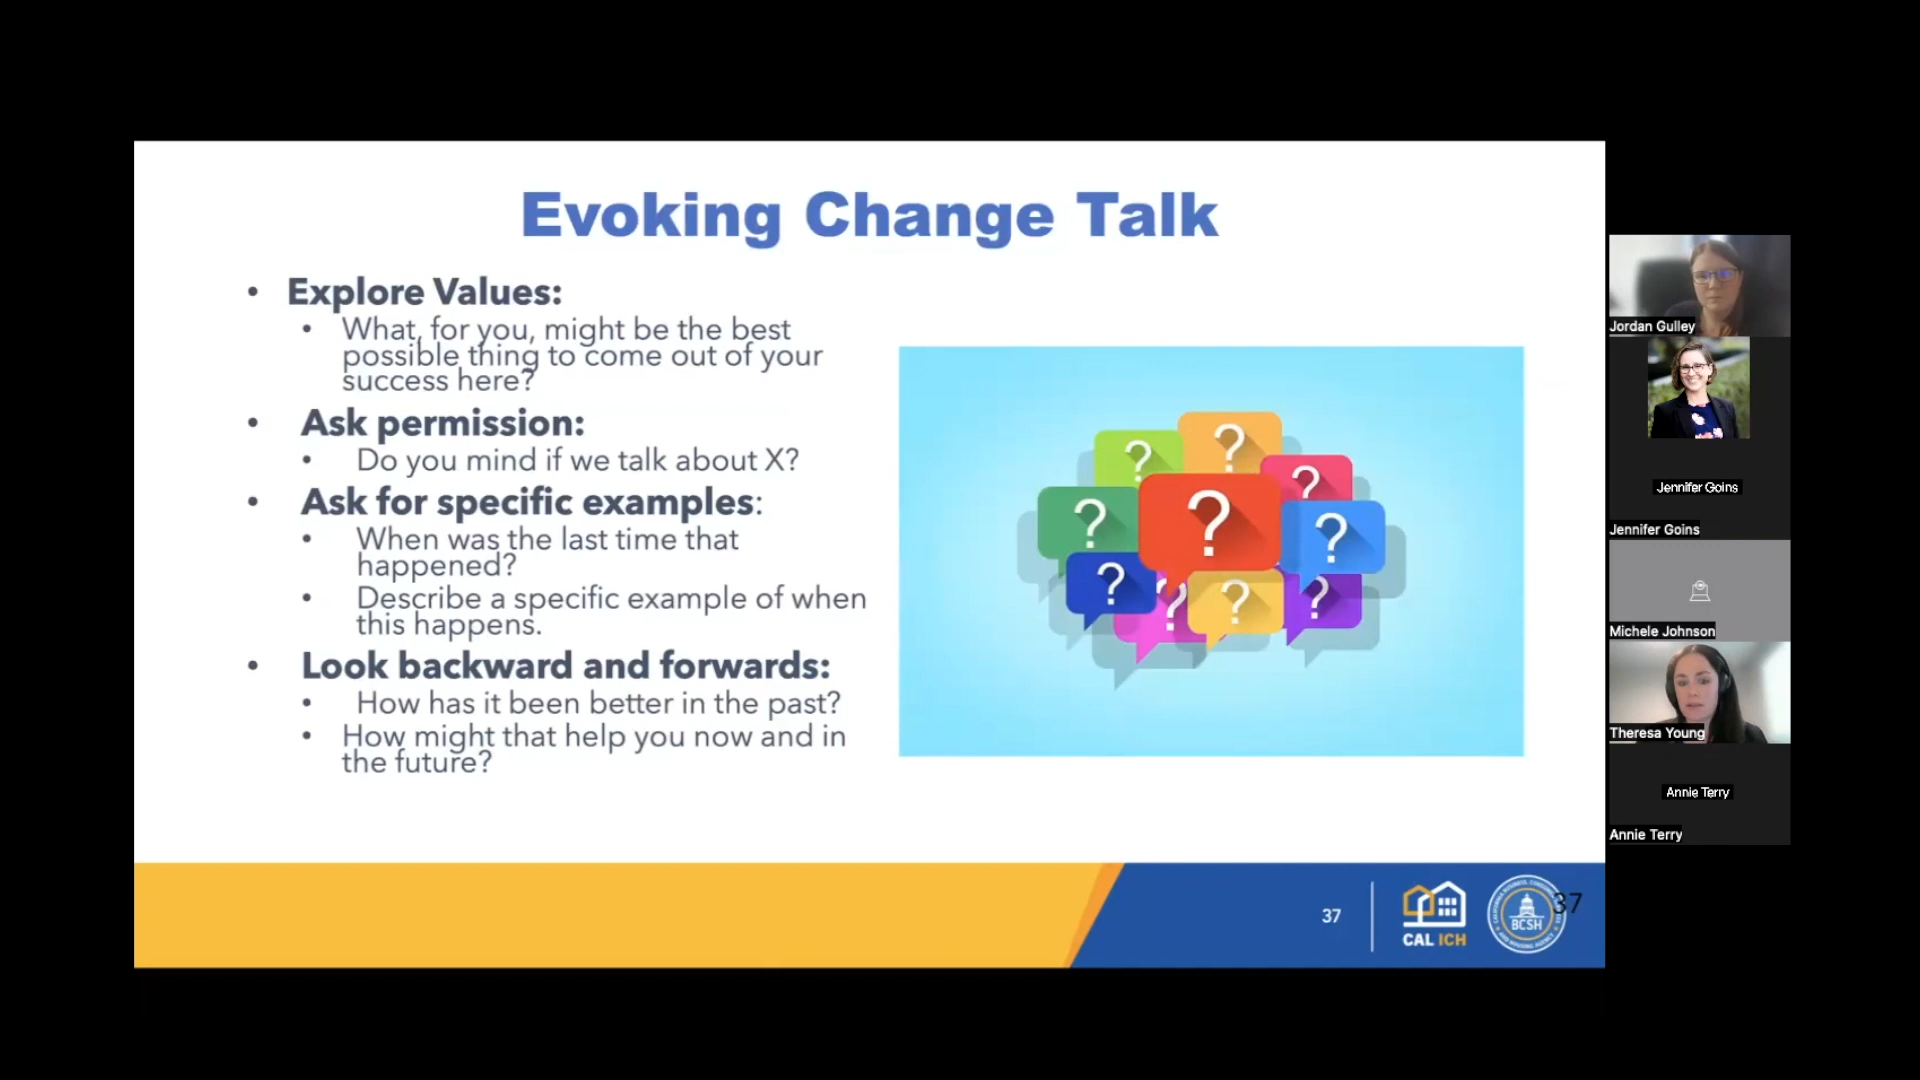 Evoking Change Talk
• Explore Values:
• What, for you, might be the best
possible thing to come out of your
success here?
• Ask permission:
• Do you mind if we talk about X?
• Ask for specific examples:
• When was the last time that
happened?
• Describe a specific example of when
this happens.
• Look backward and forwards:
• How has it been better in the past?
• How might that help you now and in
the future?
? ? ? ? ? ? ? ? ? ?
37
CAL ICH
BCSH
37
Jordan Gulley
Jennifer Goins
Jennifer Goins
Michele Johnson
Theresa Young
Annie Terry
Annie Terry